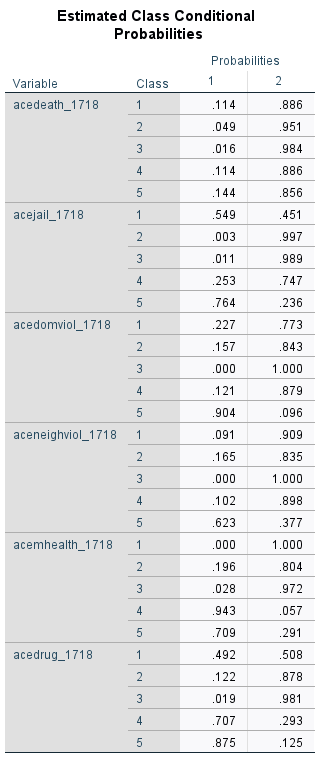 Estimated Class Conditional
Probabilities
Probabilities
Variable Class 1 2
acedeath_1718 1 .114 .886
2 .049 .951
3 .016 .984
4 .114 .886
5 .144 .856
acejail_1718 1 .549 .451
2 .003 .997
3 .011 .989
4 .253 .747
5 .764 .236
acedomviol_1718 1 .227 .773
2 .157 .843
3 .000 1.000
4 .121 .879
5 .904 .096
aceneighviol_1718 1 .091 .909
2 .165 .835
3 .000 1.000
4 .102 .898
5 .623 .377
acemhealth_1718 1 .000 1.000
2 .196 .804
3 .028 .972
4 .943 .057
5 .709 .291
acedrug_1718 1 .492 .508
2 .122 .878
3 .019 .981
4 .707 .293
5 .875 .125